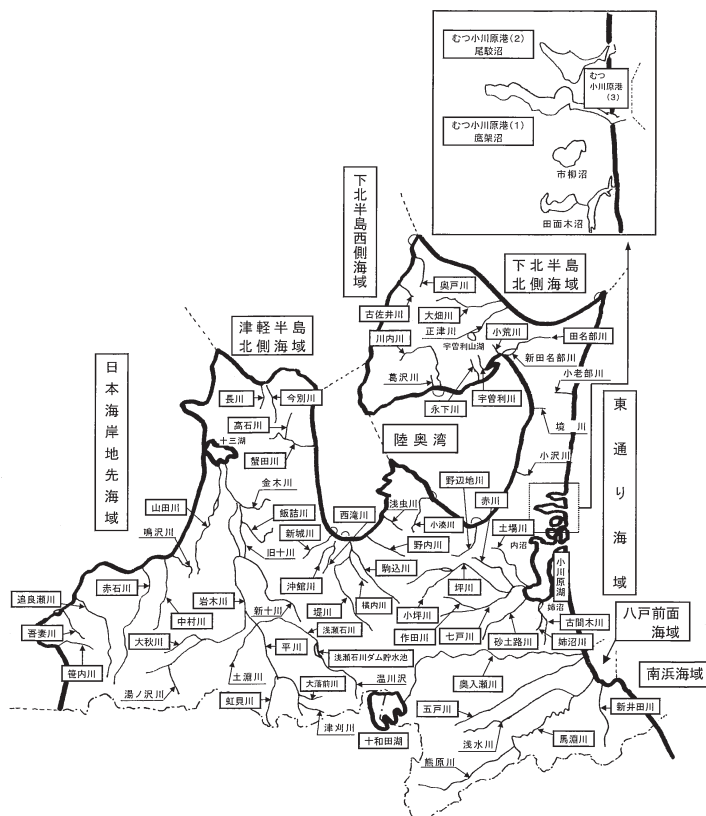 むつ小川原港（2）
尾駮沼
むつ
小川原港
（3）
むつ小川原港（1）
鷹架沼
市柳沼
田面木沼
下北半島西側海域
下北半島
北側海域
奥戸川
古佐井川
大畑川
正津川
小荒川
田名部川
川内川
宇曽利山湖
新田名部川
小老部川
葛沢川
永下川
宇曽利川
津軽半島
北側海域
長川
今別川
高石川
十三湖
蟹田川
日本海岸地先海域
陸奥湾
境川
小沢川
東通り海域
金木川
山田川
飯詰川
鳴沢川
新城川
西滝川
浅虫川
野辺地川
赤川
小湊川
土場川
旧十川
野内川
内沼
沖館川
駒込川
小川原湖
赤石川
追良瀬川
岩木川
新十川
堤川
横内川
小坪川
坪川
姉沼
中村川
浅瀬石川
作田川
七戸川
古間木川
吾妻川
大秋川
平川
砂土路川
姉沼川
八戸前面
海域
浅瀬石川ダム貯水池
笹内川
土淵川
温川沢
奥入瀬川
南浜海域
湯ノ沢川
虹貝川
大落前川
五戸川
新井田川
津刈川
十和田湖
浅水川
馬淵川
熊原川